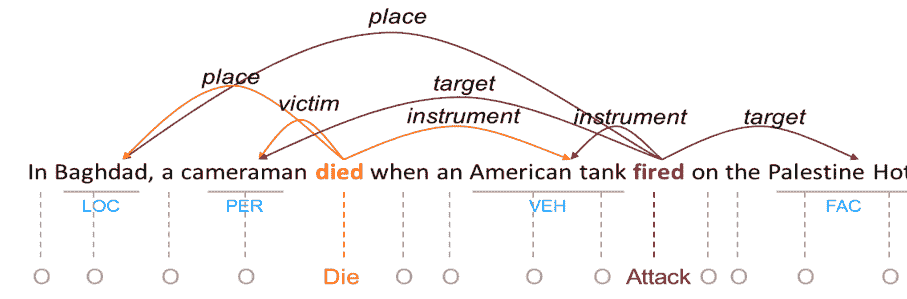 place
place target
victim instrument instrument target
In Baghdad, a cameraman died when an American tank fired on the Palestine Hot
LOC PER VEH FAC
O O O O Die O O O O Attack O O O O